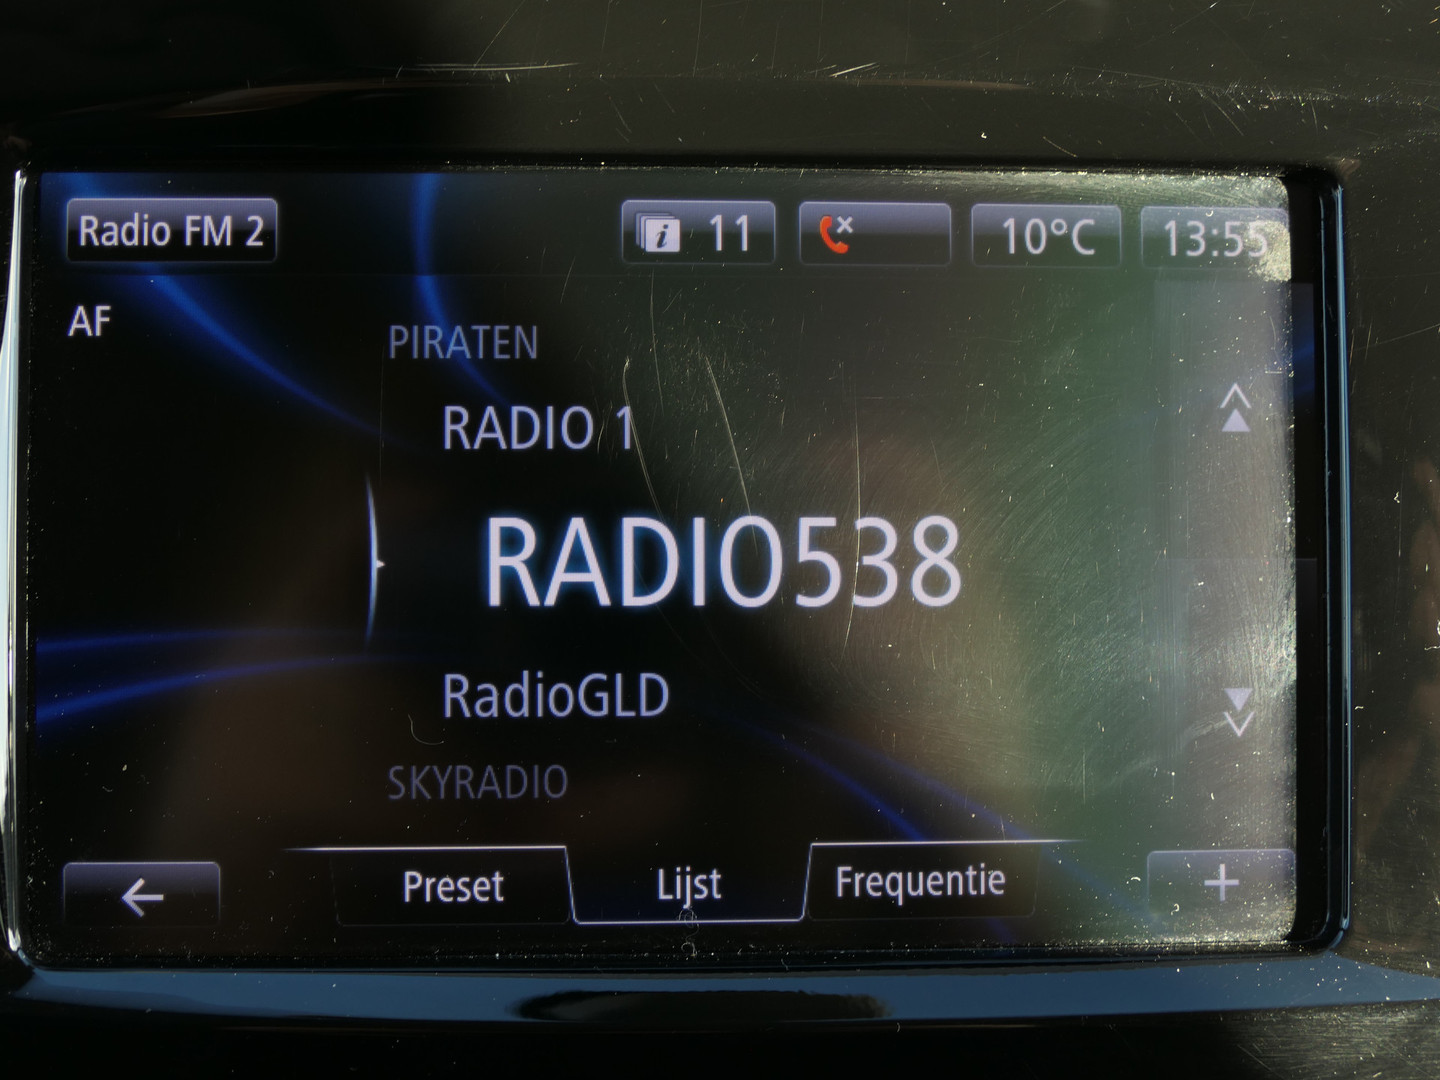 Radio FM 2
11
10°C
13:55
AF
PIRATEN
RADIO 1
RADIO538
RadioGLD
SKYRADIO
Preset
Lijst
Frequentie